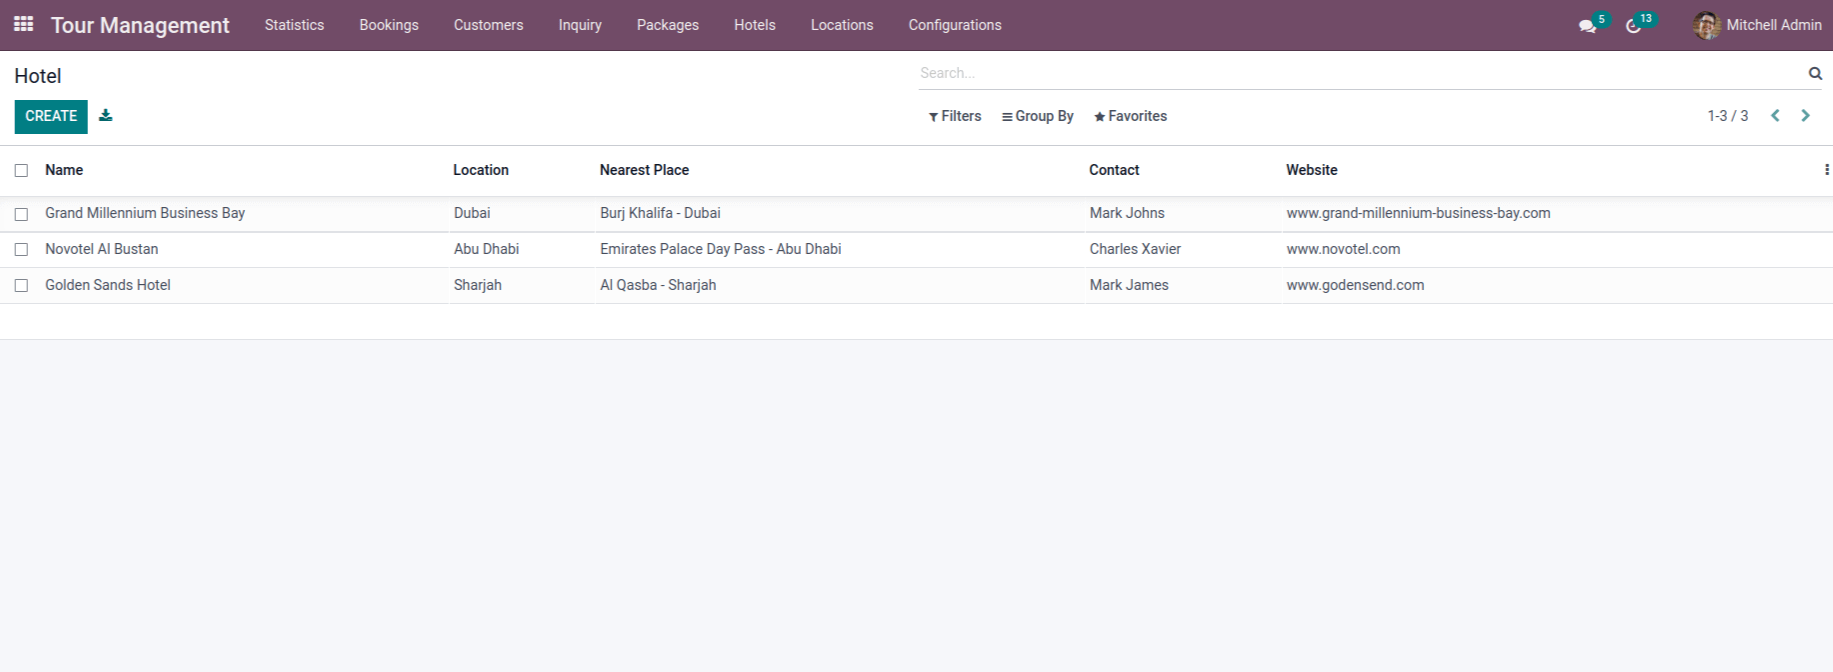 Tour Management Statistics Bookings Customers Inquiry Packages Hotels Locations Configurations 5 13 Mitchell Admin
Hotel Search...
CREATE Filters Group By Favorites 1-3 / 3
Name Location Nearest Place Contact Website
Grand Millennium Business Bay Dubai Burj Khalifa - Dubai Mark Johns www.grand-millennium-business-bay.com
Novotel Al Bustan Abu Dhabi Emirates Palace Day Pass - Abu Dhabi Charles Xavier www.novotel.com
Golden Sands Hotel Sharjah Al Qasba - Sharjah Mark James www.godensend.com